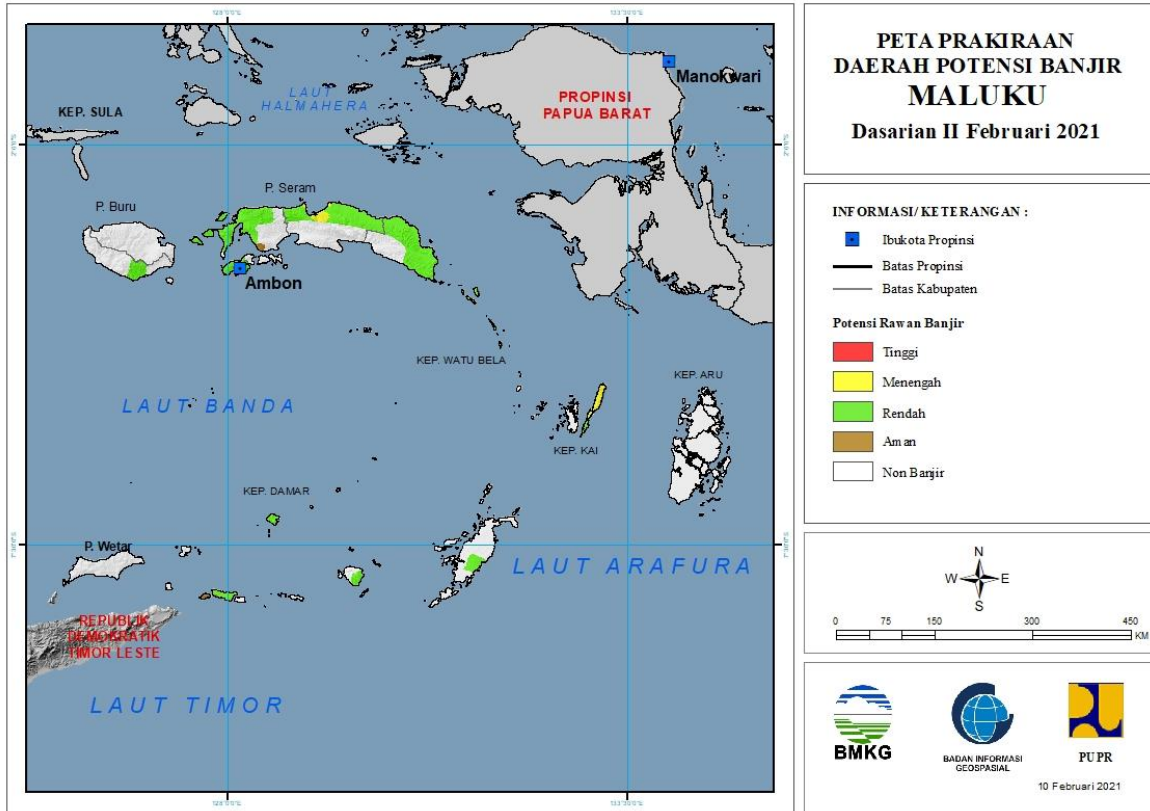 PETA PRAKIRAAN
DAERAH POTENSI BANJIR
MALUKU
Dasarian II Februari 2021
INFORMASI/KETERANGAN :
Ibukota Propinsi
Batas Propinsi
Batas Kabupaten
Potensi Rawan Banjir
Tinggi
Menengah
Rendah
Aman
Non Banjir
N
W E
S
0 75 150 300 450
KM
BMKG
BADAN INFORMASI
GEOSPASIAL
PUPR
10 Februari 2021
Manokwari
LAUT
HALMAHERA
PROPINSI
PAPUA BARAT
KEP. SULA
P. Seram
P. Buru
Ambon
KEP. WATU BELA
KEP. ARU
LAUT BANDA
KEP. KAI
KEP. DAMAR
P. Wetar
LAUT ARAFURA
REPUBLIK
DEMOKRATIK
TIMOR LESTE
LAUT TIMOR